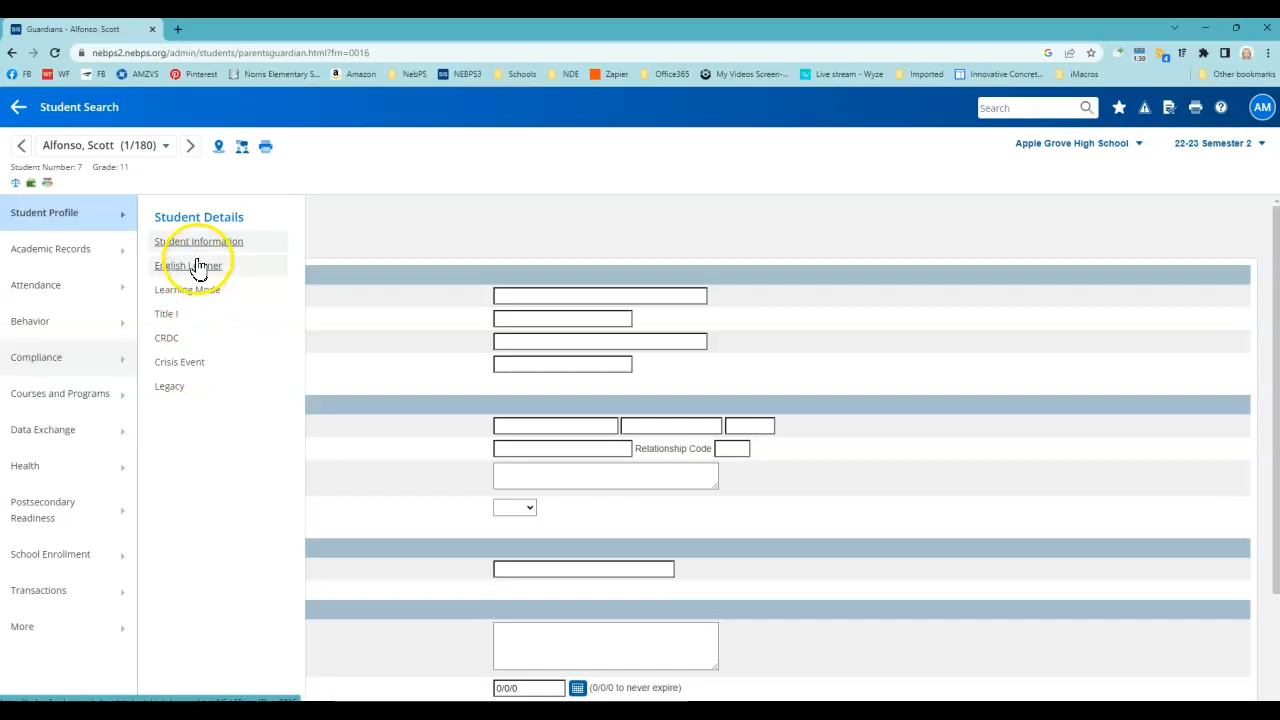 Guardians - Alfonso, Scott
nebps2.nebps.org/admin/students/parentsguardian.html?frn=0016
FB WF FB AMZVS Pinterest Norris Elementary S... Amazon NebPS NEBPS3 Schools NDE Zapier Office365 My Videos Screen-... Live stream - Wyze Imported Innovative Concret... iMacros Other bookmarks
1:30
Student Search
Search
AM
Alfonso, Scott (1/180)
Apple Grove High School
22-23 Semester 2
Student Number: 7 Grade: 11
Student Profile
Academic Records
Attendance
Behavior
Compliance
Courses and Programs
Data Exchange
Health
Postsecondary
Readiness
School Enrollment
Transactions
More
Student Details
Student Information
English Learner
Learning Mode
Title I
CRDC
Crisis Event
Legacy
Relationship Code
0/0/0
(0/0/0 to never expire)